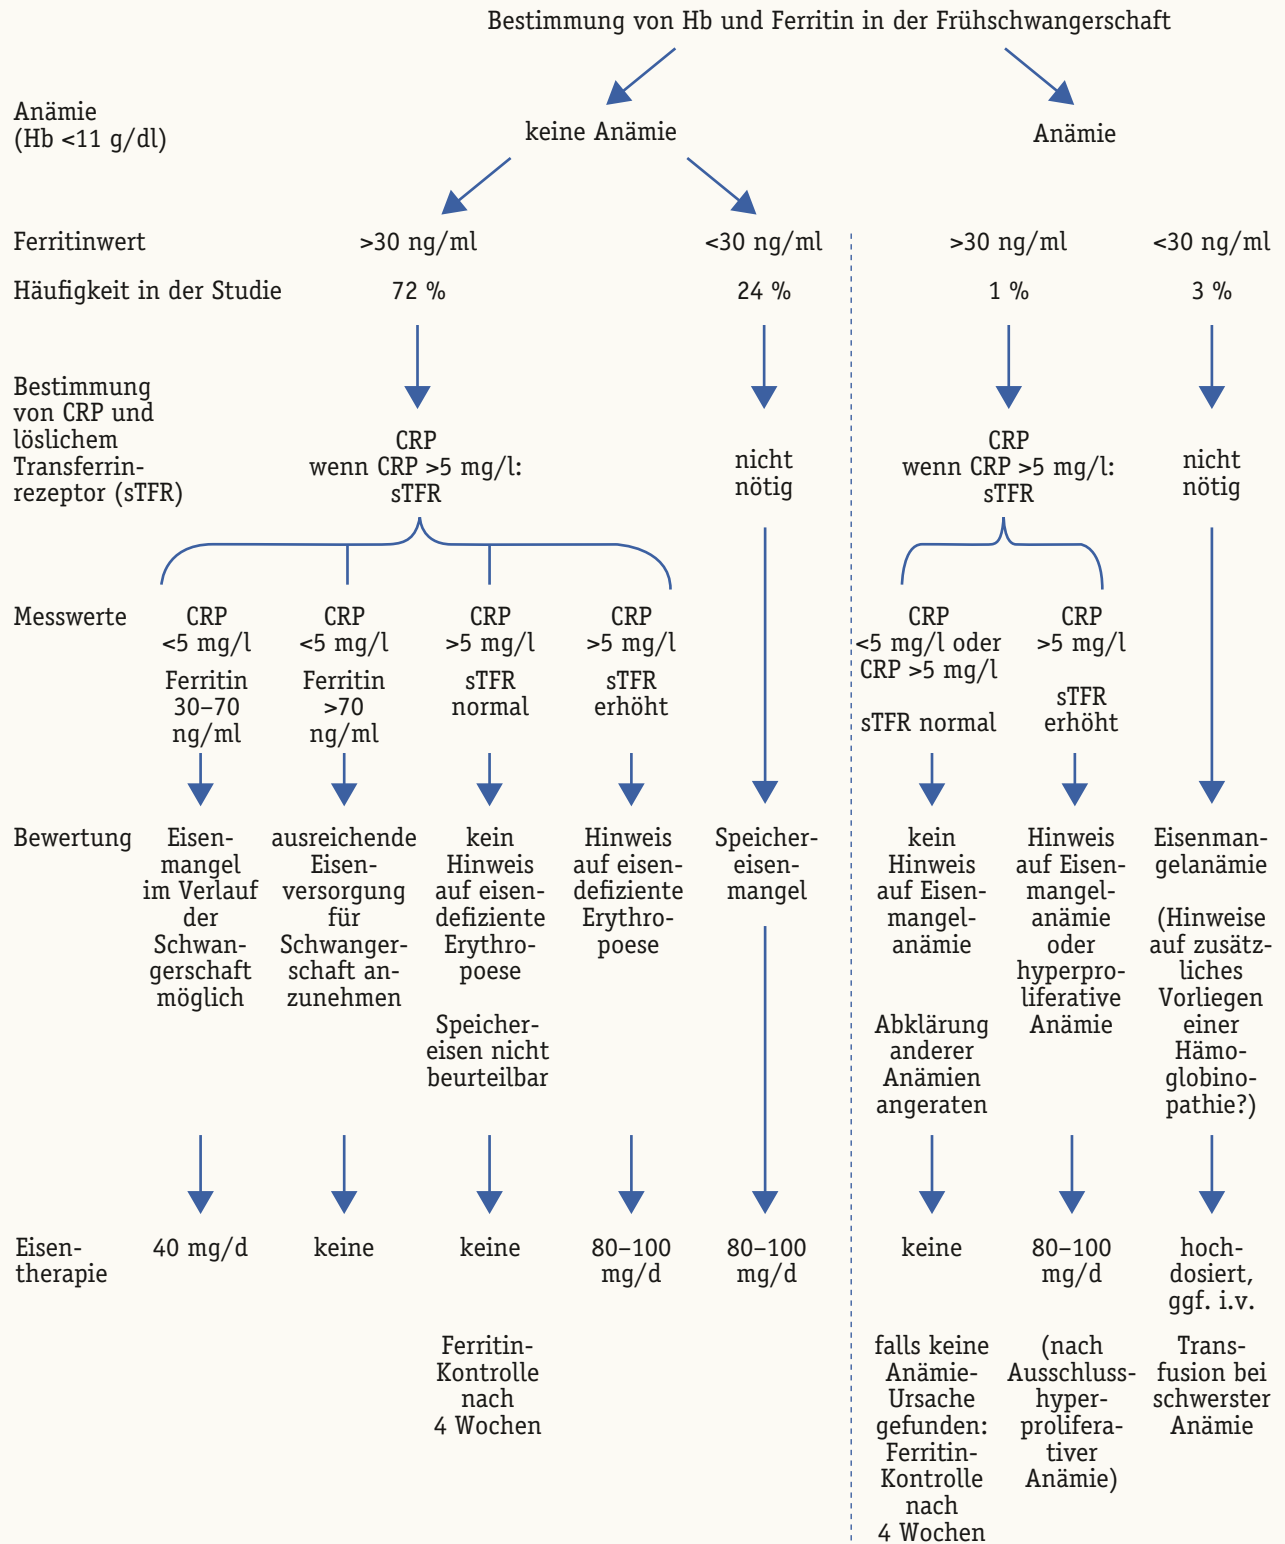 Bestimmung von Hb und Ferritin in der Frühschwangerschaft
Anämie
(Hb <11 g/dl)
keine Anämie
Anämie
Ferritinwert
>30 ng/ml
<30 ng/ml
>30 ng/ml
<30 ng/ml
Häufigkeit in der Studie
72 %
24 %
1 %
3 %
Bestimmung
von CRP und
löslichem
Transferrin-
rezeptor (sTFR)
CRP
wenn CRP >5 mg/l:
sTFR
nicht
nötig
CRP
wenn CRP >5 mg/l:
sTFR
nicht
nötig
Messwerte
CRP
<5 mg/l
Ferritin
30–70
ng/ml
CRP
<5 mg/l
Ferritin
>70
ng/ml
CRP
>5 mg/l
sTFR
normal
CRP
>5 mg/l
sTFR
erhöht
CRP
<5 mg/l oder
CRP >5 mg/l
sTFR normal
CRP
>5 mg/l
sTFR
erhöht
Bewertung
Eisen-
mangel
im Verlauf
der
Schwan-
gerschaft
möglich
ausreichende
Eisen-
versorgung
für
Schwanger-
schaft an-
zunehmen
kein
Hinweis
auf eisen-
defiziente
Erythro-
poese
Speicher-
eisen nicht
beurteilbar
Hinweis
auf eisen-
defiziente
Erythro-
poese
Speicher-
eisen-
mangel
kein
Hinweis
auf Eisen-
mangel-
anämie
Abklärung
anderer
Anämien
angeraten
Hinweis
auf Eisen-
mangel-
anämie
oder
hyperpro-
liferative
Anämie
Eisenman-
gelanämie
(Hinweise
auf zusätz-
liches
Vorliegen
einer
Hämo-
globino-
pathie?)
Eisen-
therapie
40 mg/d
keine
keine
Ferritin-
Kontrolle
nach
4 Wochen
80–100
mg/d
80–100
mg/d
keine
falls keine
Anämie-
Ursache
gefunden:
Ferritin-
Kontrolle
nach
4 Wochen
80–100
mg/d
(nach
Ausschluss-
hyper-
prolifera-
tiver
Anämie)
hoch-
dosiert,
ggf. i.v.
Trans-
fusion bei
schwerster
Anämie